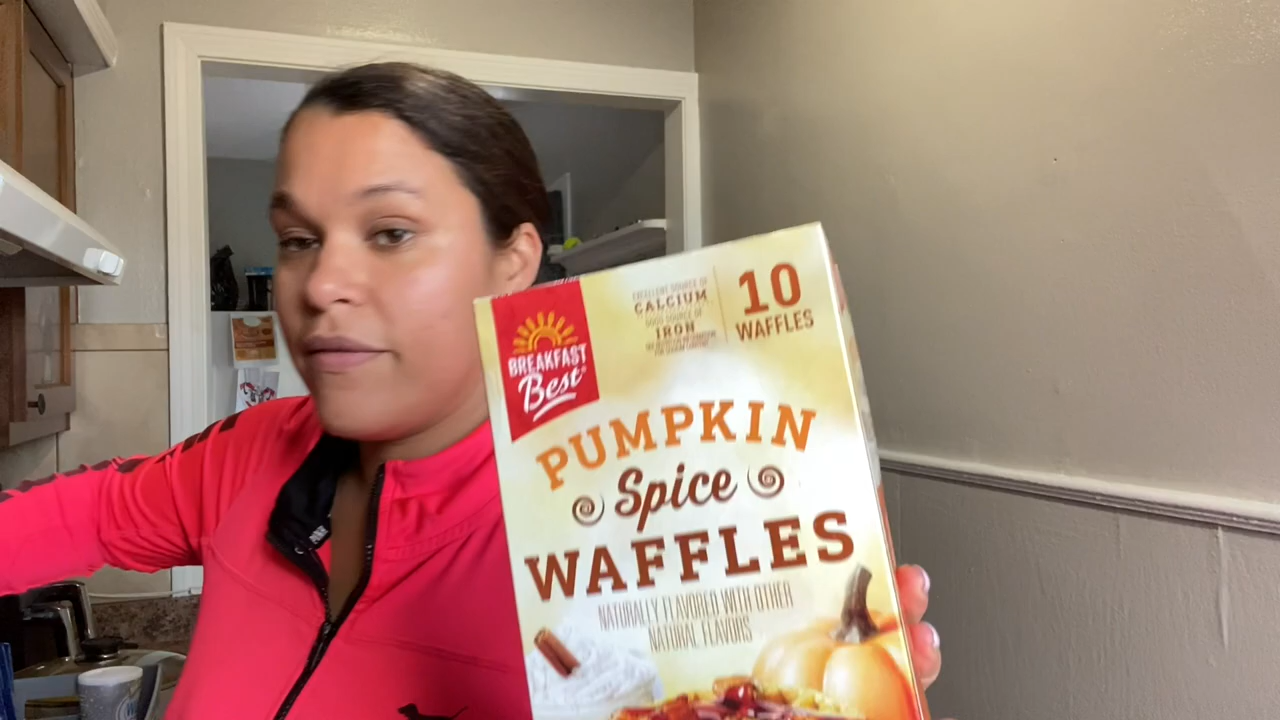 BREAKFAST
Best
EXCELLENT SOURCE OF
CALCIUM
GOOD SOURCE OF
IRON
10
WAFFLES
PUMPKIN
Spice
WAFFLES
NATURALLY FLAVORED WITH OTHER
NATURAL FLAVORS